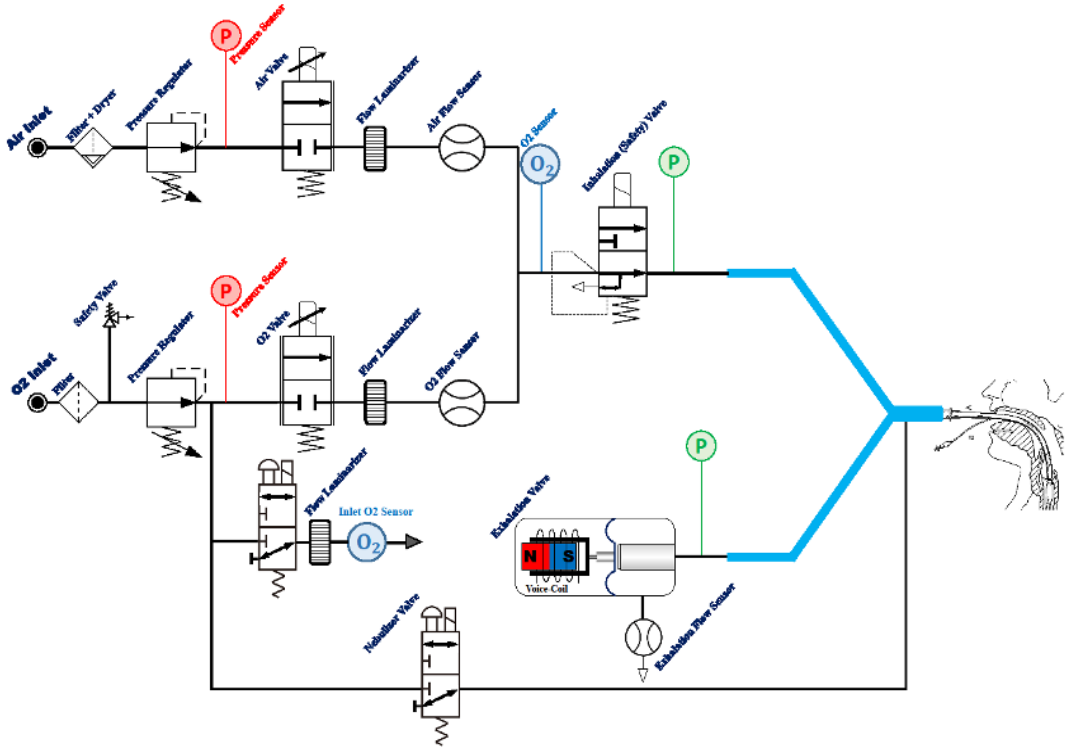 P
Pressure Sensor
Air Valve
Pressure Regulator
Filter + Dryer
Air Inlet
Flow Laminarizer
Air Flow Sensor
O2 Sensor
O2
Inhalation (Safety) Valve
P
P
Pressure Sensor
Safety Valve
Pressure Regulator
O2 Valve
Flow Laminarizer
O2 Flow Sensor
O2 Inlet
Filter
Flow Laminarizer
Inlet O2 Sensor
O2
P
Exhalation Valve
N S
Voice-Coil
Exhalation Flow Sensor
Nebulizer Valve